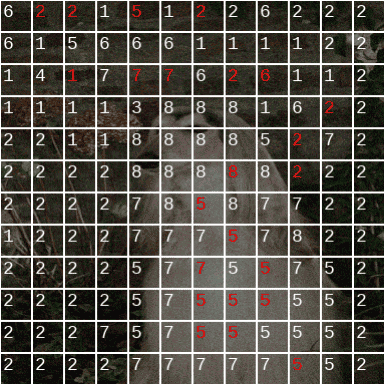 6 2 2 1 5 1 2 2 6 2 2 2
6 1 5 6 6 6 1 1 1 1 2 2
1 4 1 7 7 7 6 2 6 1 1 2
1 1 1 1 3 8 8 8 1 6 2 2
2 2 1 1 8 8 8 8 5 2 7 2
2 2 2 2 8 8 8 8 8 2 2 2
2 2 2 2 7 8 5 8 7 7 2 2
1 2 2 2 7 7 7 5 7 8 2 2
2 2 2 2 5 7 7 5 5 7 5 2
2 2 2 2 5 7 5 5 5 5 5 2
2 2 2 7 5 7 5 5 5 5 5 2
2 2 2 2 7 7 7 7 7 5 5 2